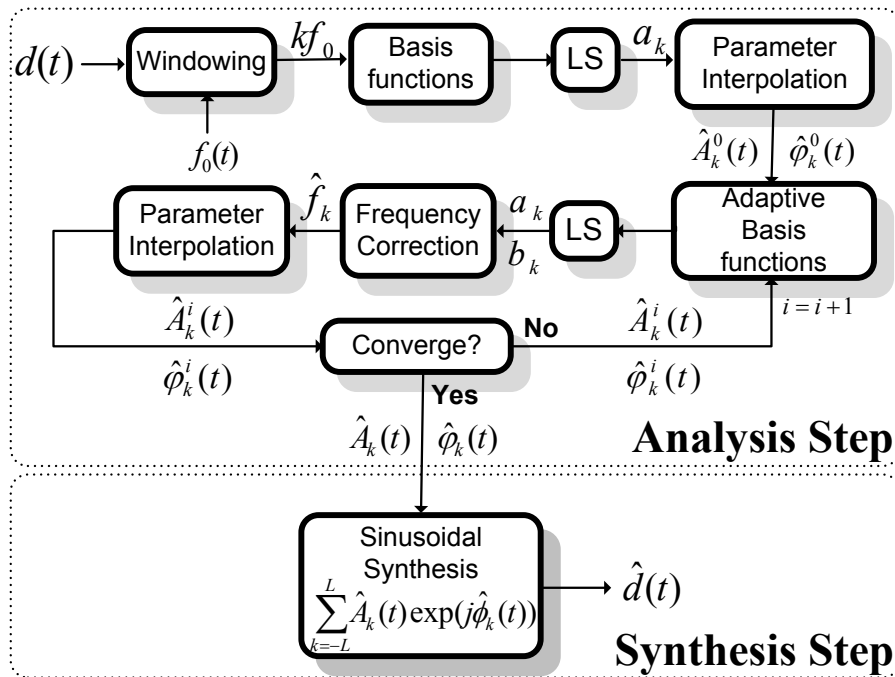 d(t)
Windowing
kf₀
Basis
functions
LS
a_k
Parameter
Interpolation
f₀(t)
Â_k^0(t) φ̂_k^0(t)
Parameter
Interpolation
f̂_k
Frequency
Correction
a_k
b_k
LS
Adaptive
Basis
functions
i = i + 1
Â_k^i(t)
φ̂_k^i(t)
Converge?
No
Â_k^i(t)
φ̂_k^i(t)
Yes
Â_k(t) φ̂_k(t)
Analysis Step
Sinusoidal
Synthesis
∑_{k=-L}^{L} Â_k(t) exp(jϕ̂_k(t))
d̂(t)
Synthesis Step